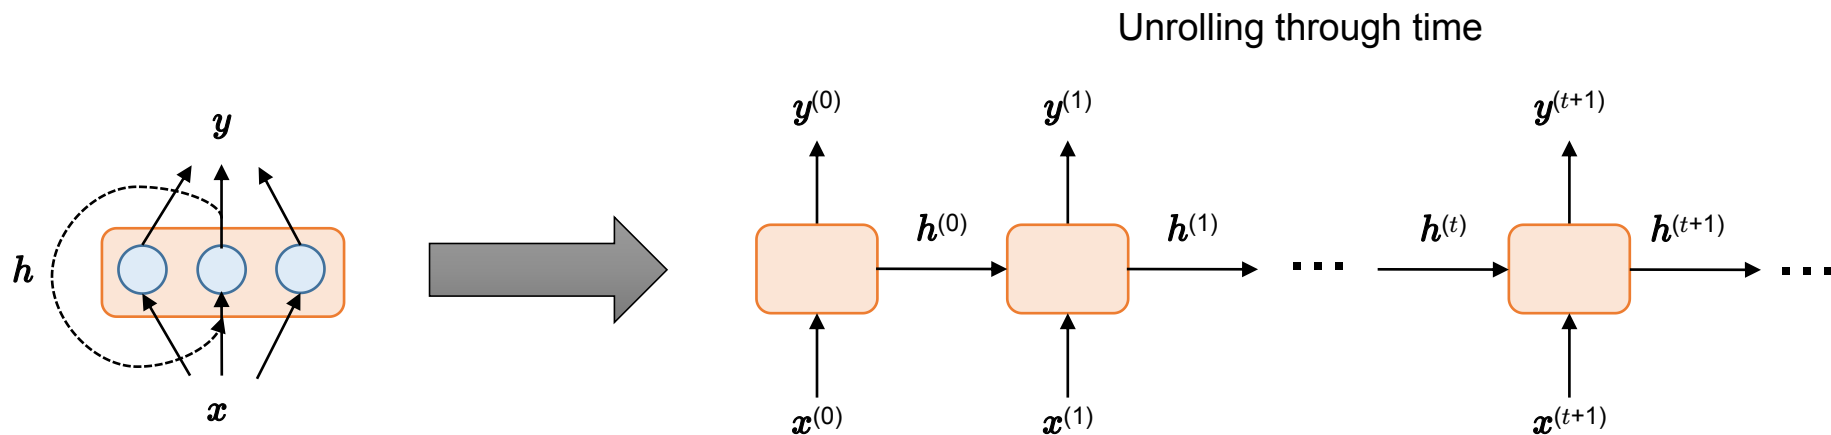 Unrolling through time
y
h
x
y^(0) y^(1) y^(t+1)
h^(0) h^(1) ... h^(t) h^(t+1) ...
x^(0) x^(1) x^(t+1)